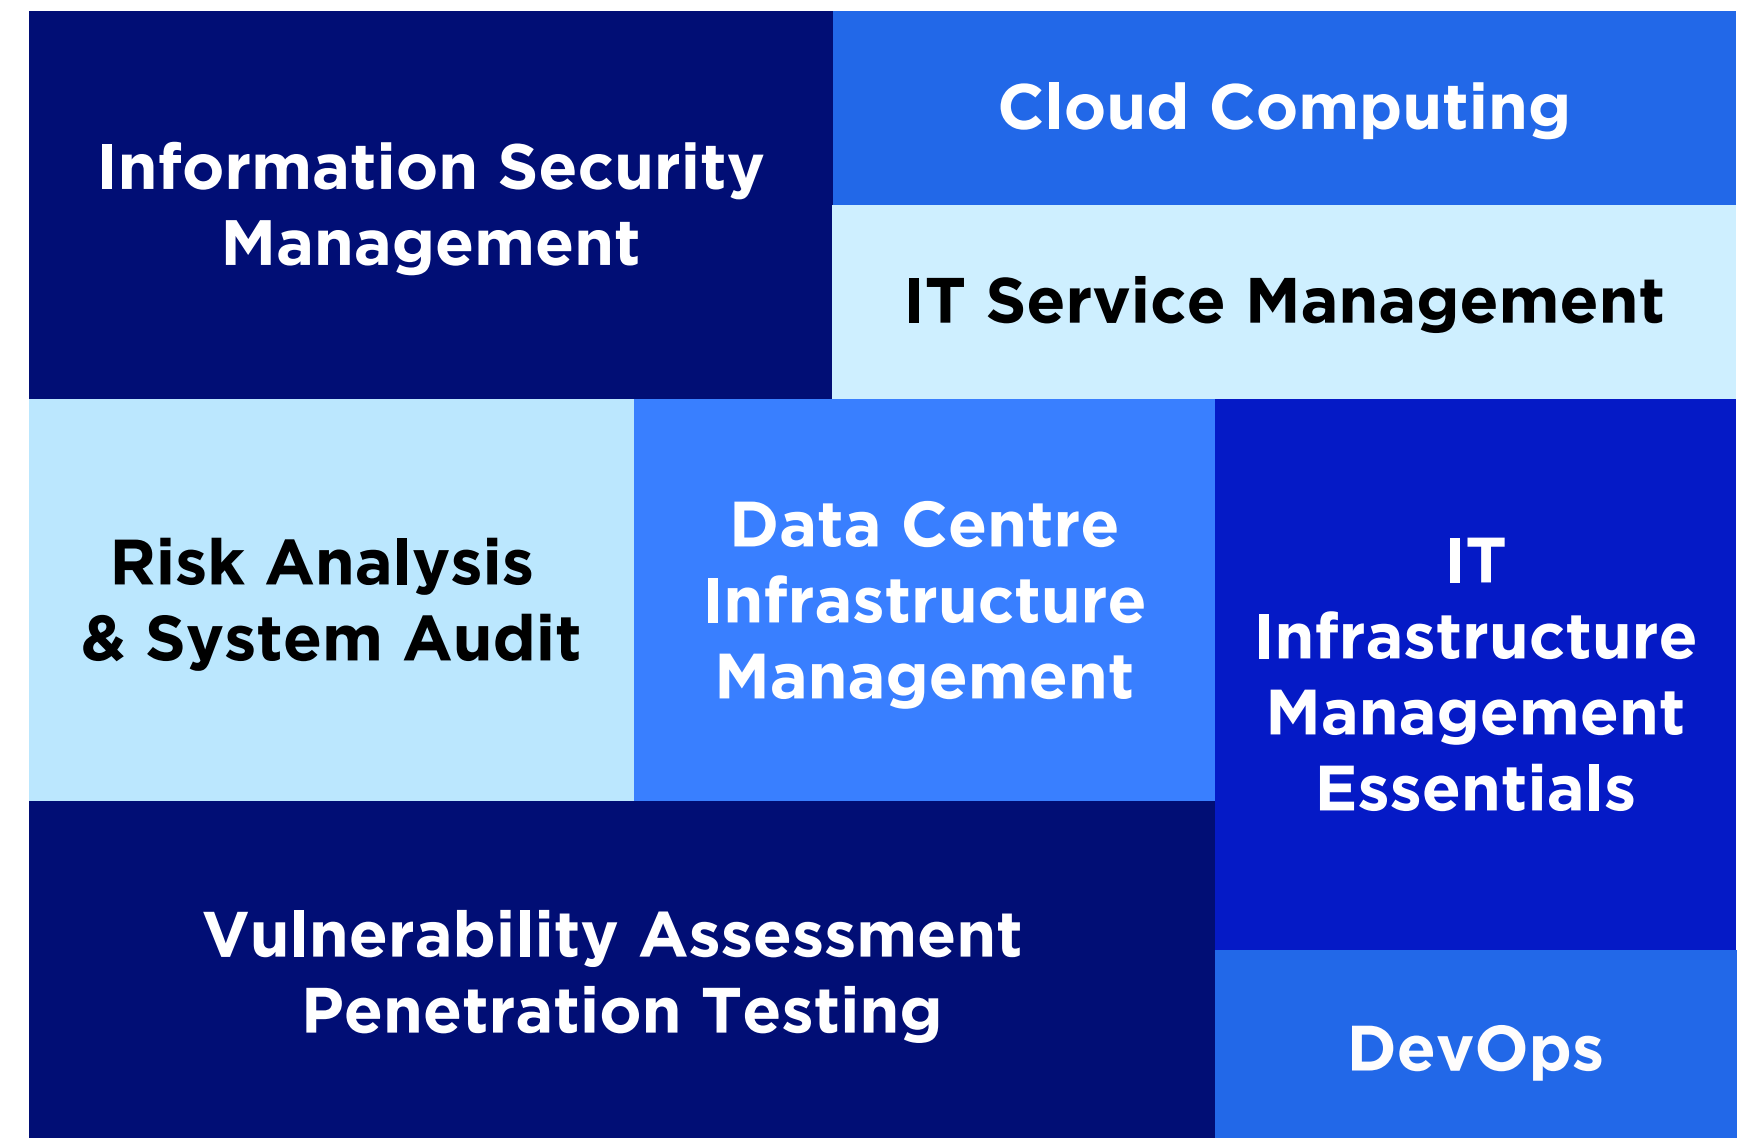 Information Security
Management
Cloud Computing
IT Service Management
Risk Analysis
& System Audit
Data Centre
Infrastructure
Management
IT
Infrastructure
Management
Essentials
Vulnerability Assessment
Penetration Testing
DevOps